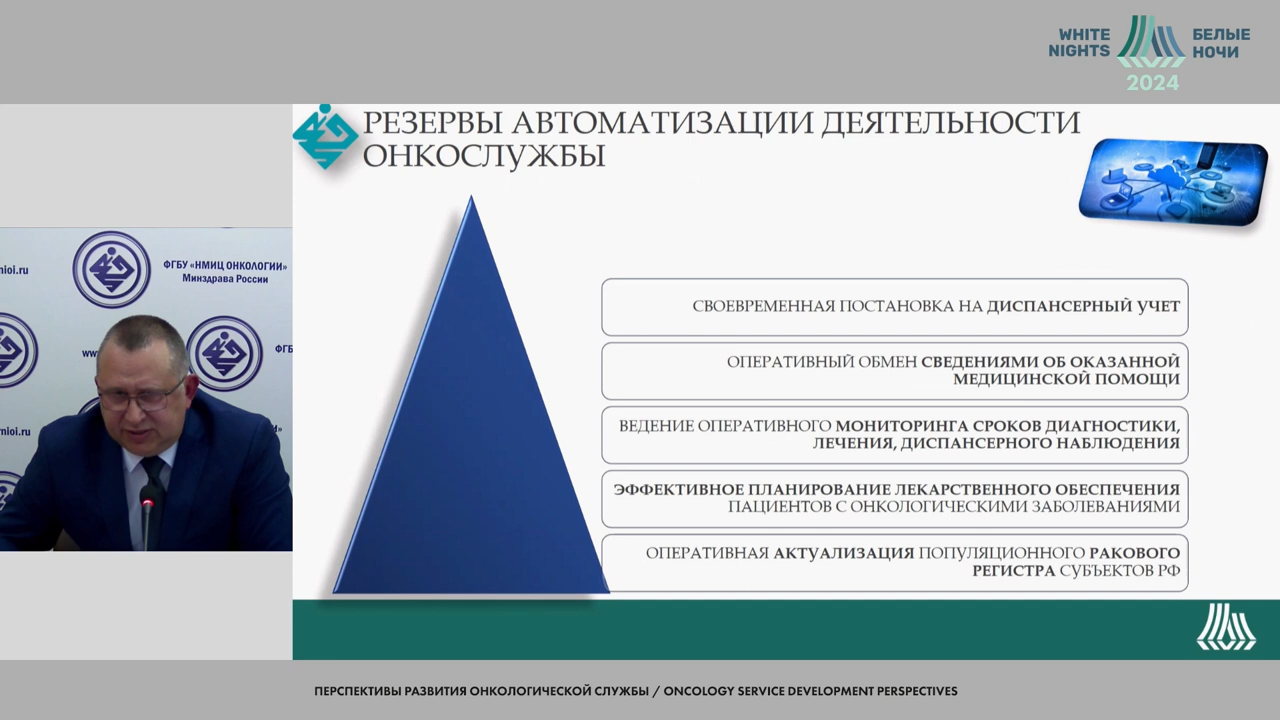 WHITE
NIGHTS
БЕЛЫЕ
НОЧИ
2024
РЕЗЕРВЫ АВТОМАТИЗАЦИИ ДЕЯТЕЛЬНОСТИ
ОНКОСЛУЖБЫ
СВОЕВРЕМЕННАЯ ПОСТАНОВКА НА ДИСПАНСЕРНЫЙ УЧЕТ
ОПЕРАТИВНЫЙ ОБМЕН СВЕДЕНИЯМИ ОБ ОКАЗАННОЙ
МЕДИЦИНСКОЙ ПОМОЩИ
ВЕДЕНИЕ ОПЕРАТИВНОГО МОНИТОРИНГА СРОКОВ ДИАГНОСТИКИ,
ЛЕЧЕНИЯ, ДИСПАНСЕРНОГО НАБЛЮДЕНИЯ
ЭФФЕКТИВНОЕ ПЛАНИРОВАНИЕ ЛЕКАРСТВЕННОГО ОБЕСПЕЧЕНИЯ
ПАЦИЕНТОВ С ОНКОЛОГИЧЕСКИМИ ЗАБОЛЕВАНИЯМИ
ОПЕРАТИВНАЯ АКТУАЛИЗАЦИЯ ПОПУЛЯЦИОННОГО РАКОВОГО
РЕГИСТРА СУБЪЕКТОВ РФ
nioi.ru
ФГБУ «НМИЦ ОНКОЛОГИИ»
Минздрава России
ПЕРСПЕКТИВЫ РАЗВИТИЯ ОНКОЛОГИЧЕСКОЙ СЛУЖБЫ / ONCOLOGY SERVICE DEVELOPMENT PERSPECTIVES